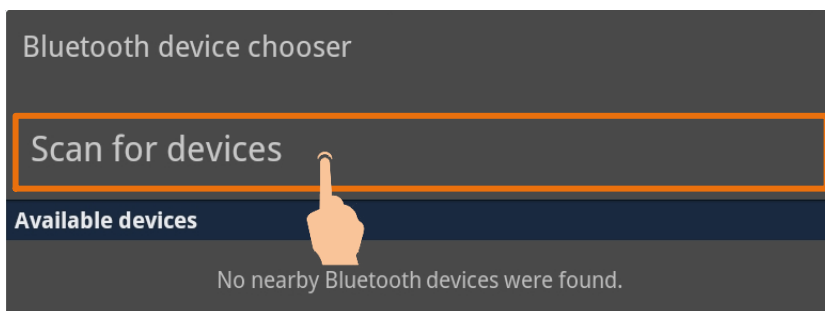 Bluetooth device chooser
Scan for devices
Available devices
No nearby Bluetooth devices were found.